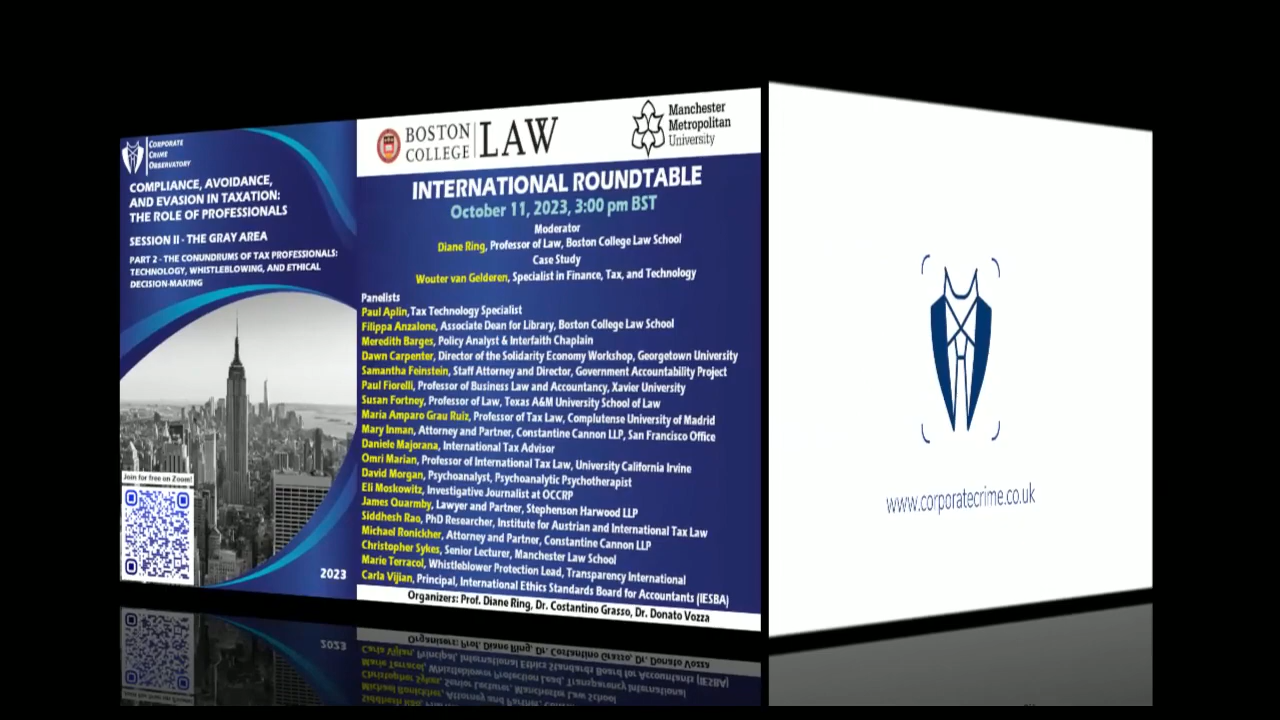 CORPORATE
CRIME
OBSERVATORY
COMPLIANCE, AVOIDANCE,
AND EVASION IN TAXATION:
THE ROLE OF PROFESSIONALS
SESSION II - THE GRAY AREA
PART 2 - THE CONUNDRUMS OF TAX PROFESSIONALS:
TECHNOLOGY, WHISTLEBLOWING, AND ETHICAL
DECISION-MAKING
Join for free on Zoom!
2023
BOSTON
COLLEGE
LAW
Manchester
Metropolitan
University
INTERNATIONAL ROUNDTABLE
October 11, 2023, 3:00 pm BST
Moderator
Diane Ring, Professor of Law, Boston College Law School
Case Study
Wouter van Gelderen, Specialist in Finance, Tax, and Technology
Panelists
Paul Aplin, Tax Technology Specialist
Filippa Anzalone, Associate Dean for Library, Boston College Law School
Meredith Barges, Policy Analyst & Interfaith Chaplain
Dawn Carpenter, Director of the Solidarity Economy Workshop, Georgetown University
Samantha Feinstein, Staff Attorney and Director, Government Accountability Project
Paul Fiorelli, Professor of Business Law and Accountancy, Xavier University
Susan Fortney, Professor of Law, Texas A&M University School of Law
Maria Amparo Grau Ruiz, Professor of Tax Law, Complutense University of Madrid
Mary Inman, Attorney and Partner, Constantine Cannon LLP, San Francisco Office
Daniele Majorana, International Tax Advisor
Omri Marian, Professor of International Tax Law, University California Irvine
David Morgan, Psychoanalyst, Psychoanalytic Psychotherapist
Eli Moskowitz, Investigative Journalist at OCCRP
James Quarmby, Lawyer and Partner, Stephenson Harwood LLP
Siddhesh Rao, PhD Researcher, Institute for Austrian and International Tax Law
Michael Ronickher, Attorney and Partner, Constantine Cannon LLP
Christopher Sykes, Senior Lecturer, Manchester Law School
Marie Terracol, Whistleblower Protection Lead, Transparency International
Carla Vijian, Principal, International Ethics Standards Board for Accountants (IESBA)
Organizers: Prof. Diane Ring, Dr. Costantino Grasso, Dr. Donato Vozza
www.corporatecrime.co.uk